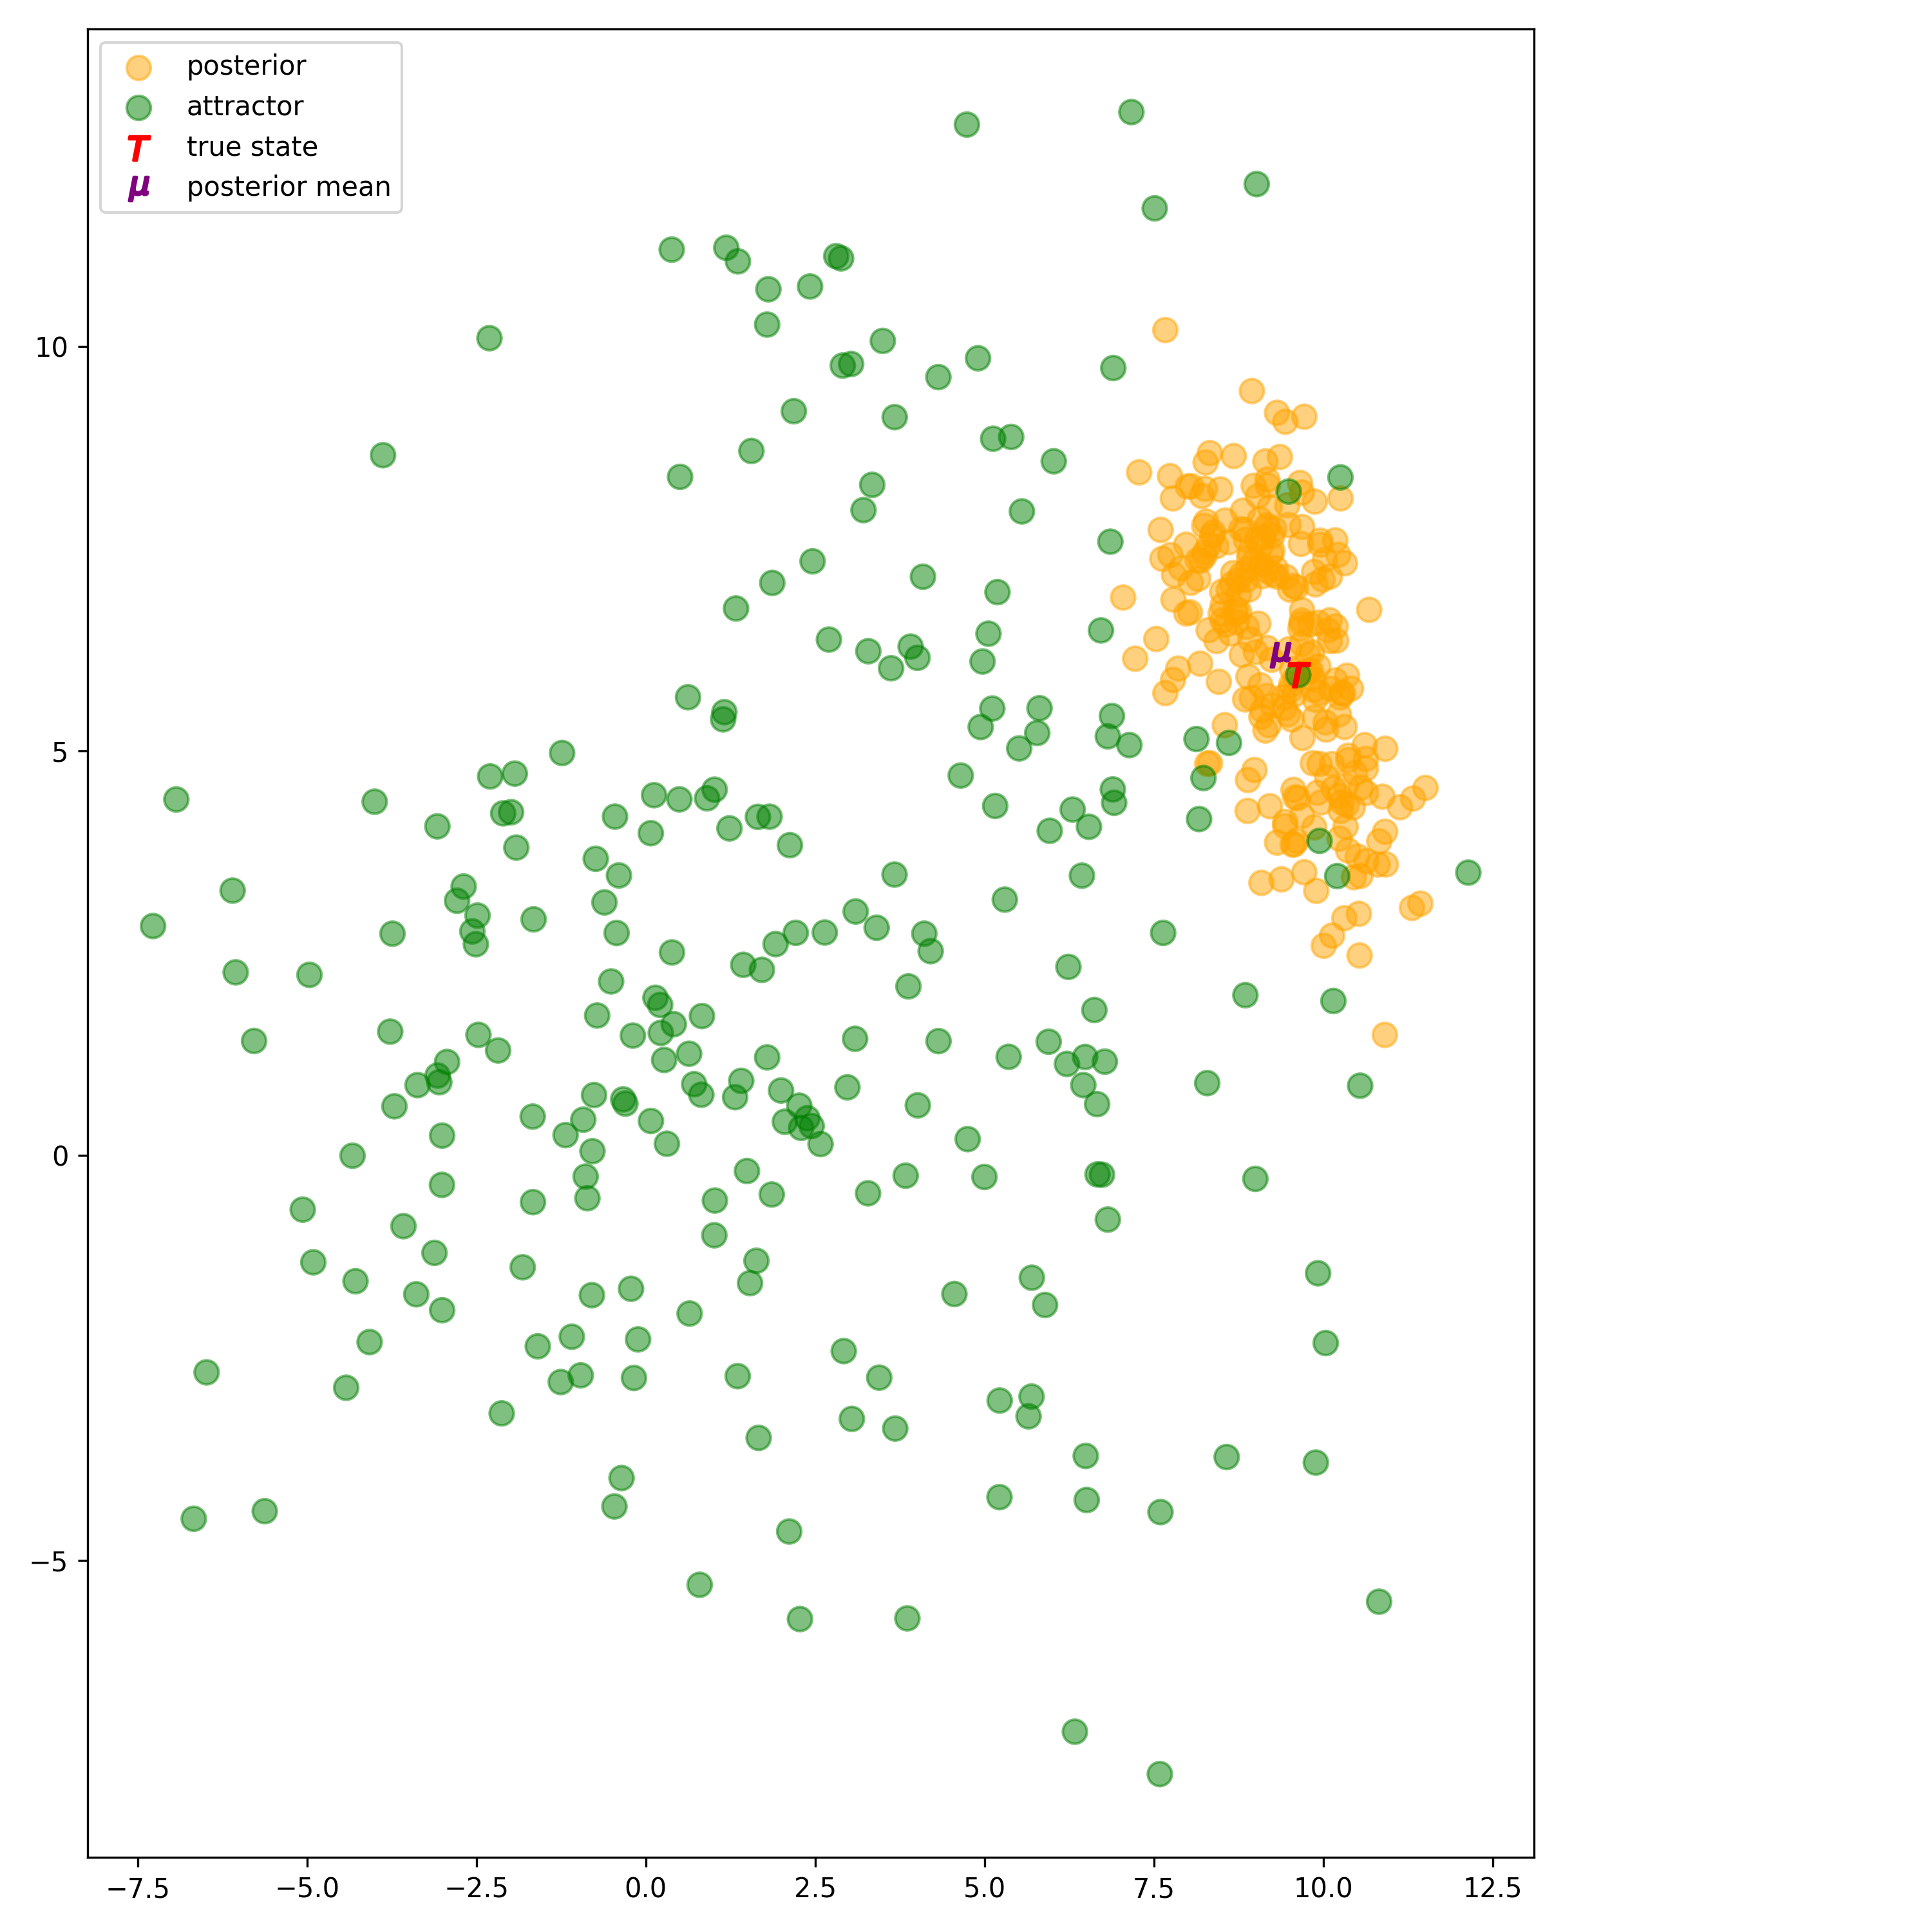 posterior
attractor
T true state
μ posterior mean
10
5
0
−5
μ
T
−7.5 −5.0 −2.5 0.0 2.5 5.0 7.5 10.0 12.5